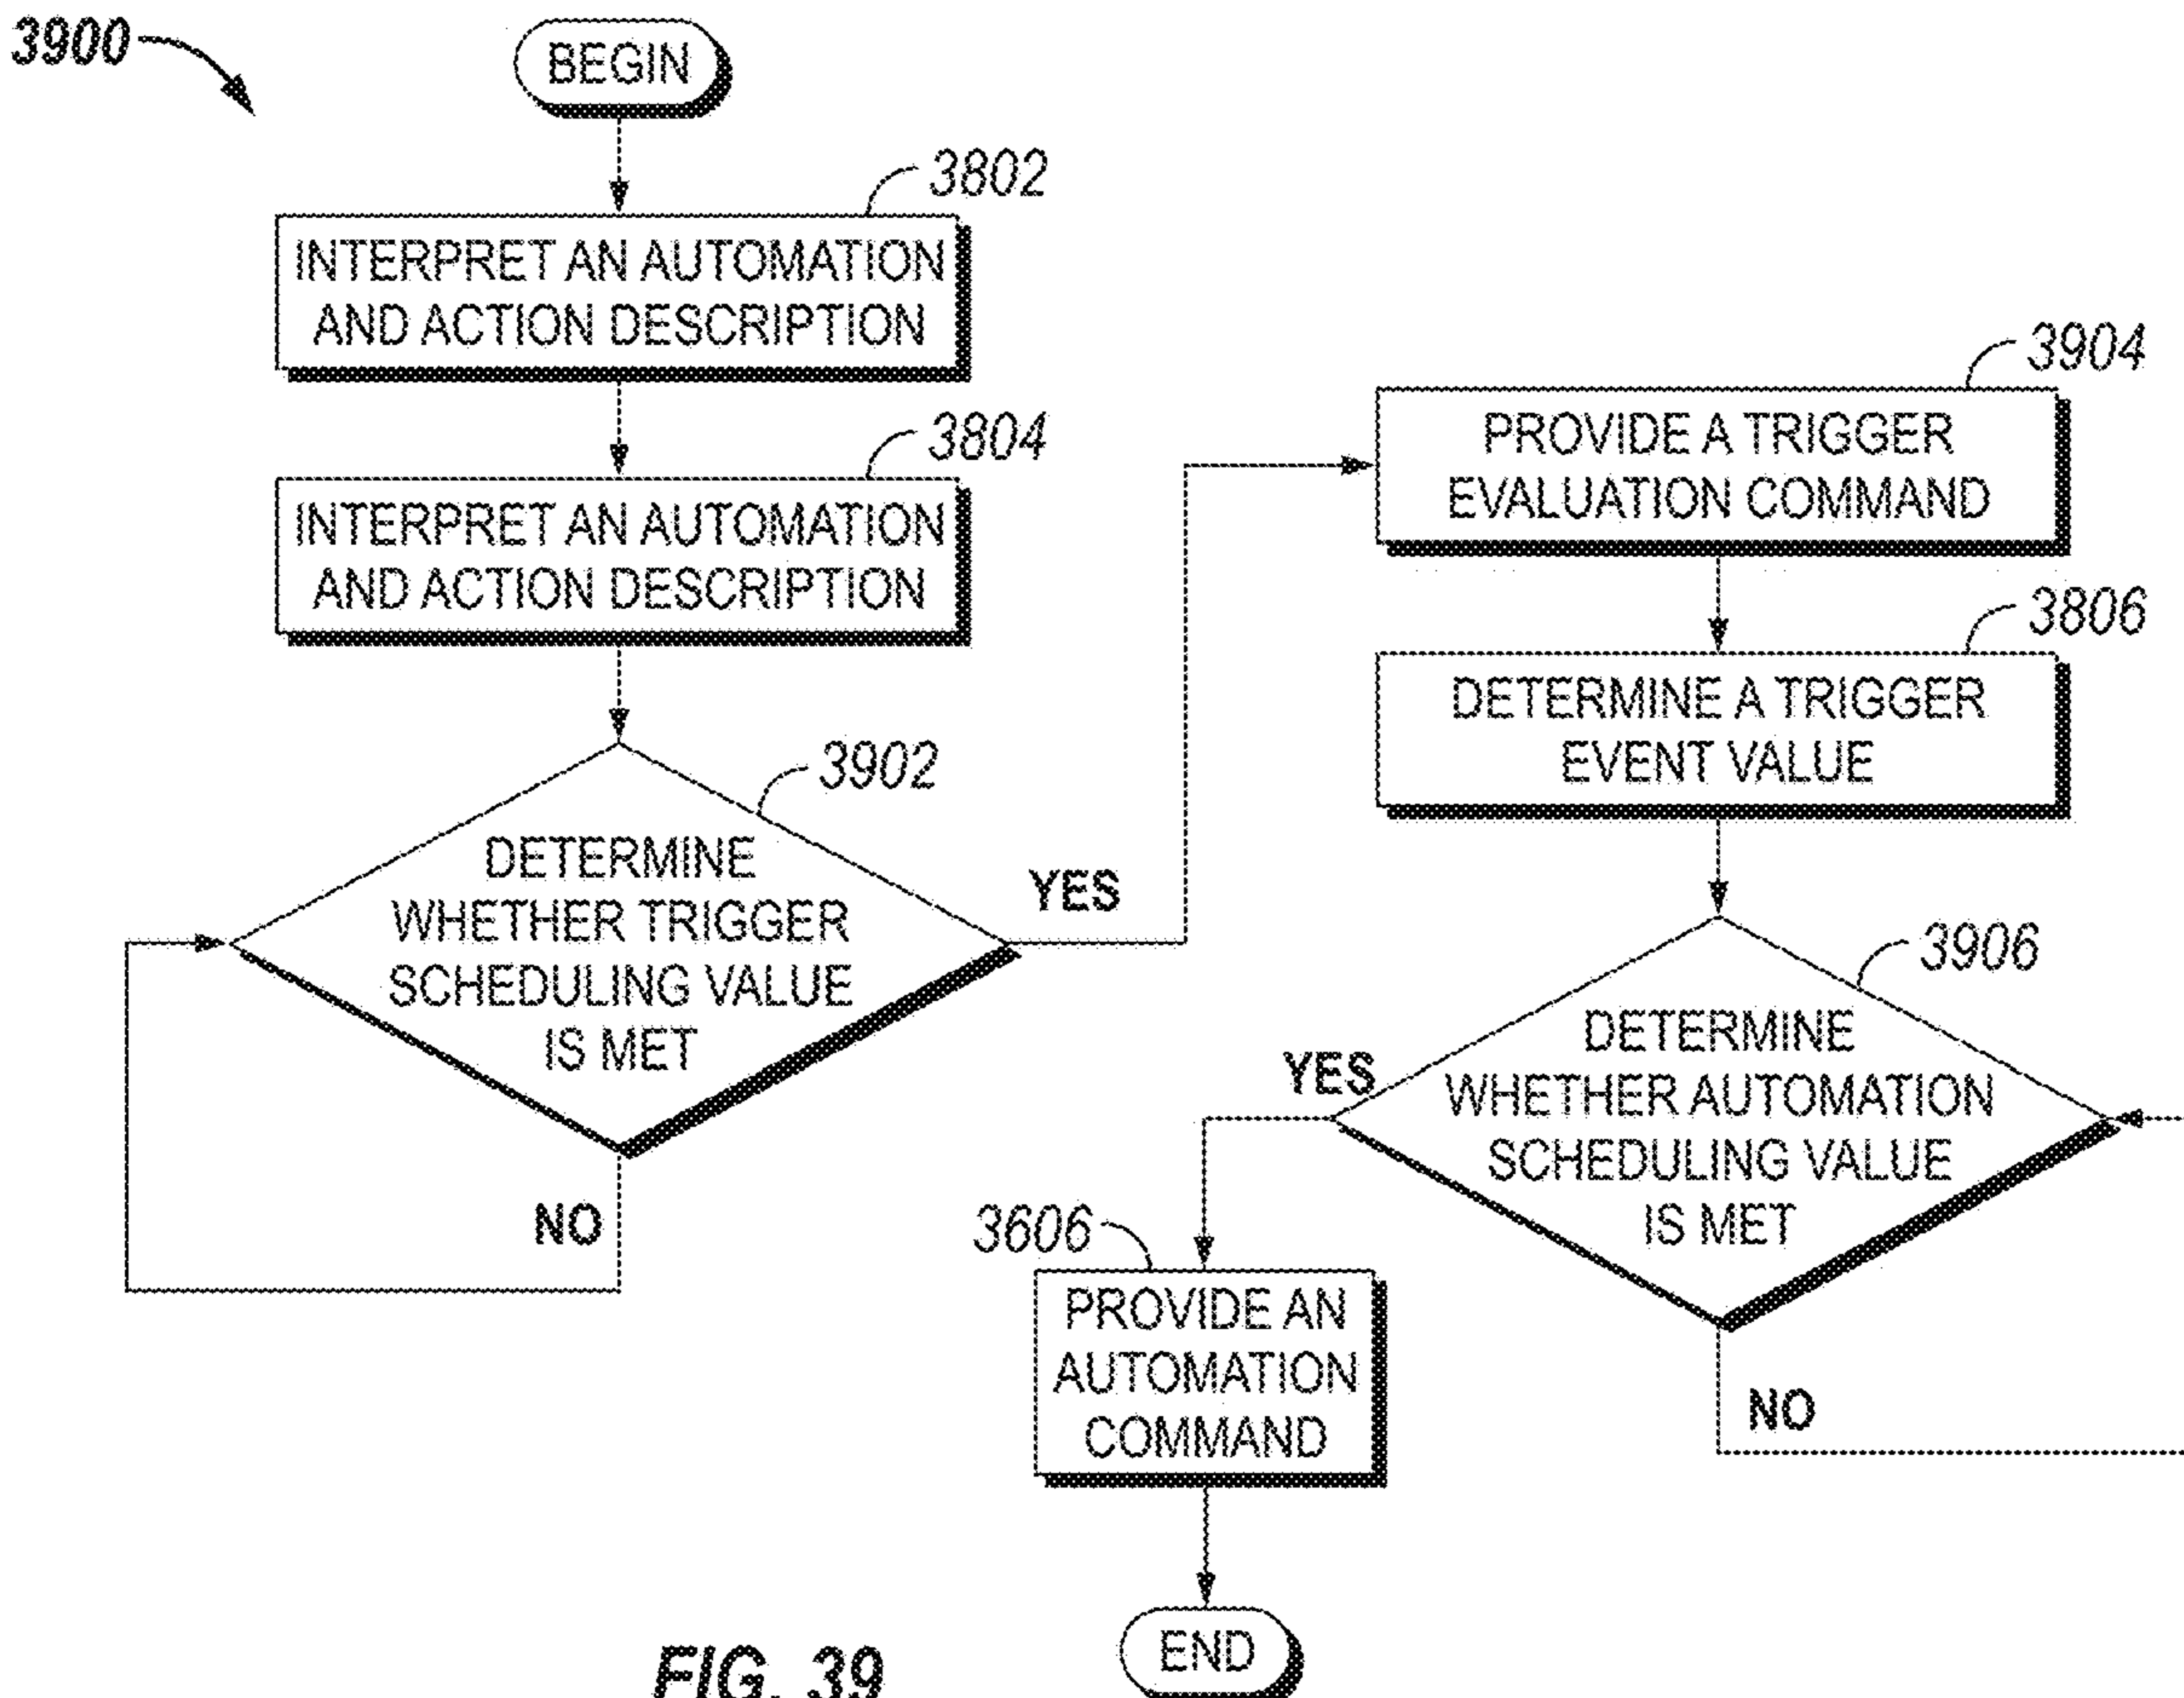 3900
BEGIN
3802
INTERPRET AN AUTOMATION
AND ACTION DESCRIPTION
3804
INTERPRET AN AUTOMATION
AND ACTION DESCRIPTION
3902
DETERMINE
WHETHER TRIGGER
SCHEDULING VALUE
IS MET
YES
NO
3904
PROVIDE A TRIGGER
EVALUATION COMMAND
3806
DETERMINE A TRIGGER
EVENT VALUE
3906
DETERMINE
WHETHER AUTOMATION
SCHEDULING VALUE
IS MET
YES
NO
3606
PROVIDE AN
AUTOMATION
COMMAND
END
FIG. 39